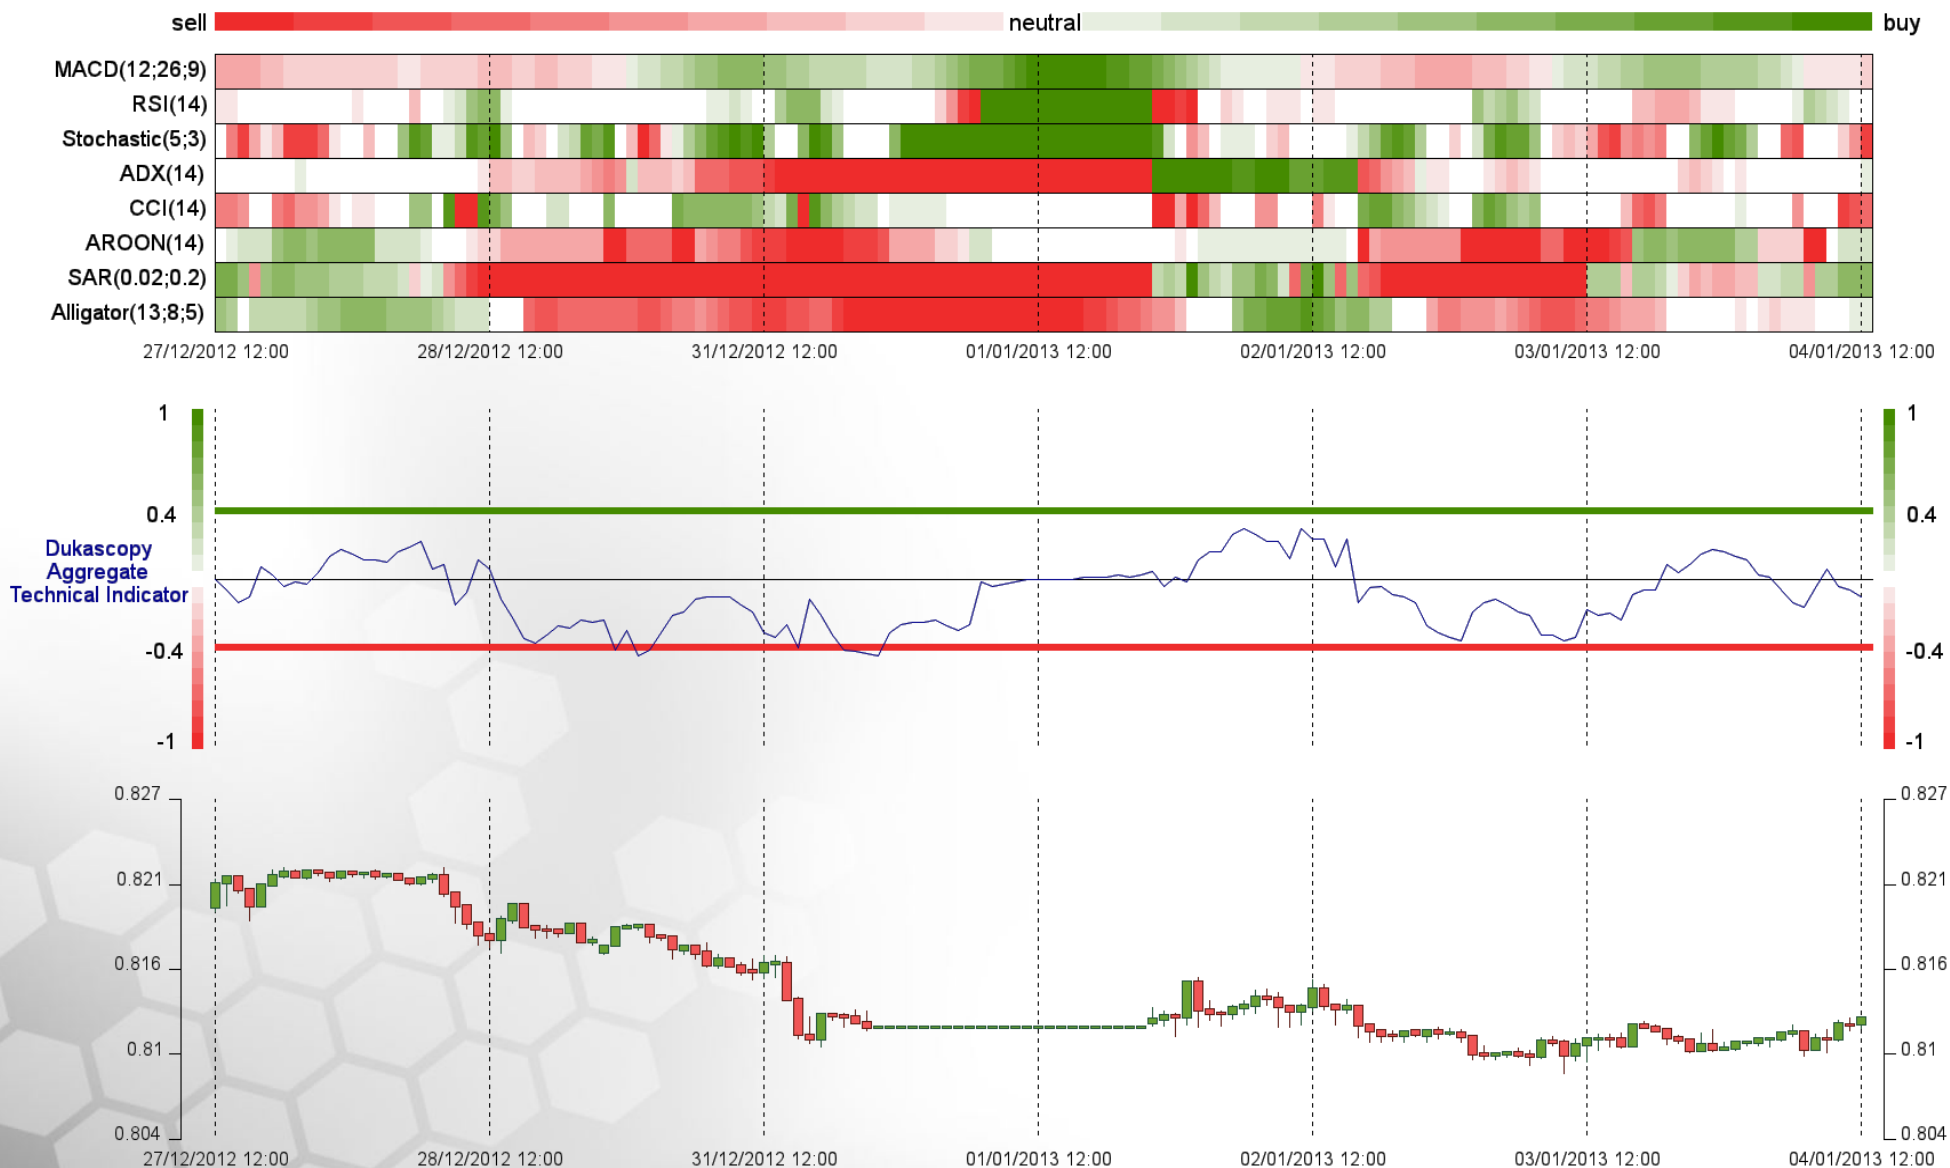 sell neutral buy
MACD(12;26;9)
RSI(14)
Stochastic(5;3)
ADX(14)
CCI(14)
AROON(14)
SAR(0.02;0.2)
Alligator(13;8;5)
27/12/2012 12:00 28/12/2012 12:00 31/12/2012 12:00 01/01/2013 12:00 02/01/2013 12:00 03/01/2013 12:00 04/01/2013 12:00
1 1
0.4 0.4
Dukascopy
Aggregate
Technical Indicator
-0.4 -0.4
-1 -1
0.827 0.827
0.821 0.821
0.816 0.816
0.81 0.81
0.804 0.804
27/12/2012 12:00 28/12/2012 12:00 31/12/2012 12:00 01/01/2013 12:00 02/01/2013 12:00 03/01/2013 12:00 04/01/2013 12:00